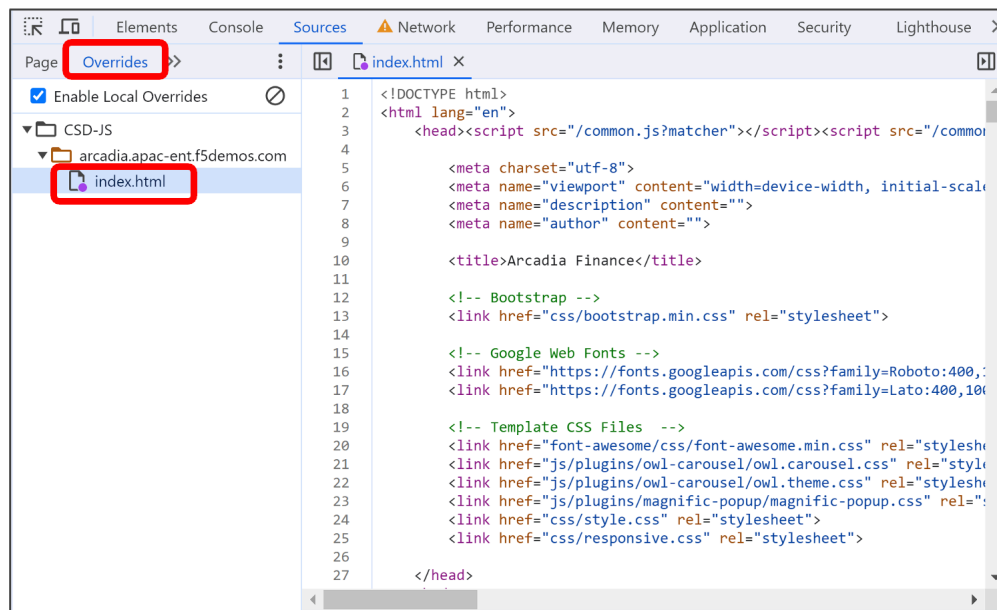 Elements Console Sources Network Performance Memory Application Security Lighthouse
Page Overrides
index.html
Enable Local Overrides
CSD-JS
arcadia.apac-ent.f5demos.com
index.html
1 <!DOCTYPE html>
2 <html lang="en">
3 <head><script src="/common.js?matcher"></script><script src="/common
4
5 <meta charset="utf-8">
6 <meta name="viewport" content="width=device-width, initial-scale
7 <meta name="description" content="">
8 <meta name="author" content="">
9
10 <title>Arcadia Finance</title>
11
12 <!-- Bootstrap -->
13 <link href="css/bootstrap.min.css" rel="stylesheet">
14
15 <!-- Google Web Fonts -->
16 <link href="https://fonts.googleapis.com/css?family=Roboto:400,1
17 <link href="https://fonts.googleapis.com/css?family=Lato:400,100
18
19 <!-- Template CSS Files  -->
20 <link href="font-awesome/css/font-awesome.min.css" rel="styleshe
21 <link href="js/plugins/owl-carousel/owl.carousel.css" rel="style
22 <link href="js/plugins/owl-carousel/owl.theme.css" rel="styleshe
23 <link href="js/plugins/magnific-popup/magnific-popup.css" rel="s
24 <link href="css/style.css" rel="stylesheet">
25 <link href="css/responsive.css" rel="stylesheet">
26
27 </head>